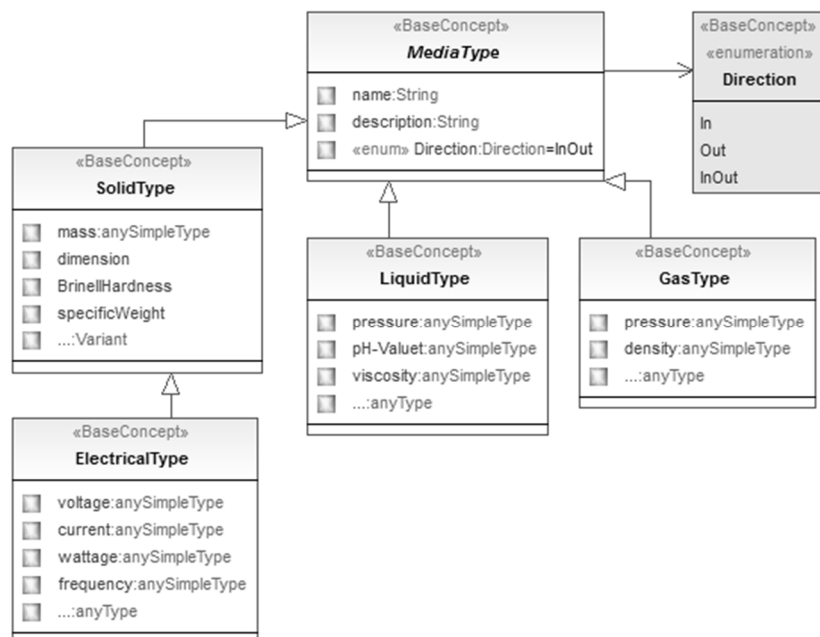 «BaseConcept»
MediaType
name:String
description:String
«enum» Direction:Direction=InOut
«BaseConcept»
«enumeration»
Direction
In
Out
InOut
«BaseConcept»
SolidType
mass:anySimpleType
dimension
BrinellHardness
specificWeight
...:Variant
«BaseConcept»
LiquidType
pressure:anySimpleType
pH-Valuet:anySimpleType
viscosity:anySimpleType
...:anyType
«BaseConcept»
GasType
pressure:anySimpleType
density:anySimpleType
...:anyType
«BaseConcept»
ElectricalType
voltage:anySimpleType
current:anySimpleType
wattage:anySimpleType
frequency:anySimpleType
...:anyType